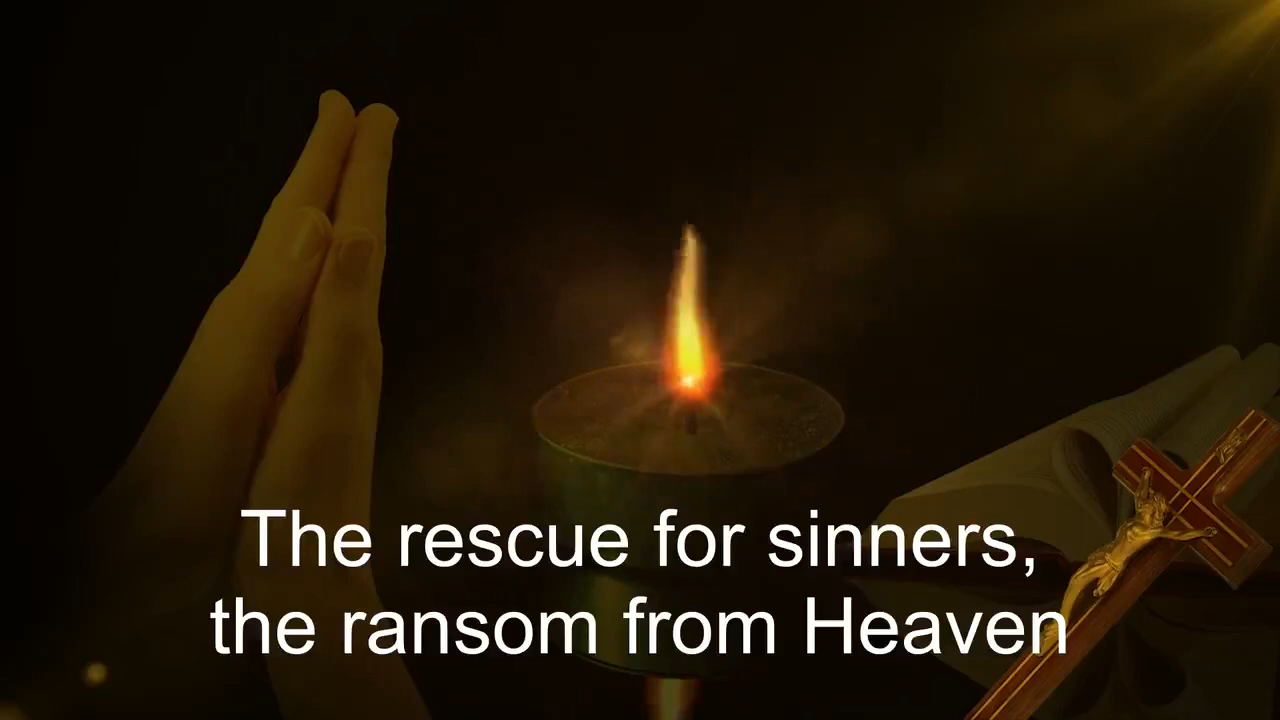 The rescue for sinners,
the ransom from Heaven